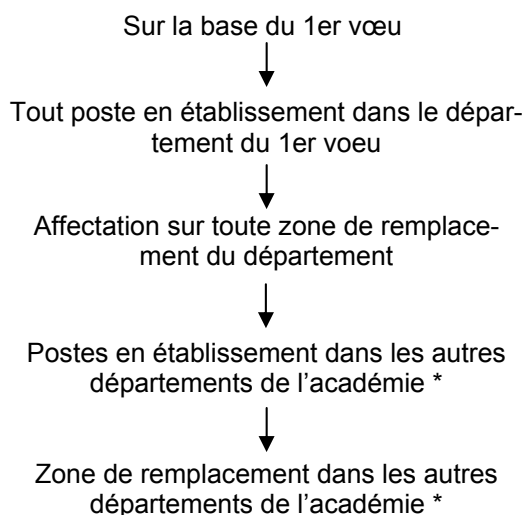 Sur la base du 1er vœu
Tout poste en établissement dans le dépar-
tement du 1er voeu
Affectation sur toute zone de remplace-
ment du département
Postes en établissement dans les autres
départements de l’académie *
Zone de remplacement dans les autres
départements de l’académie *